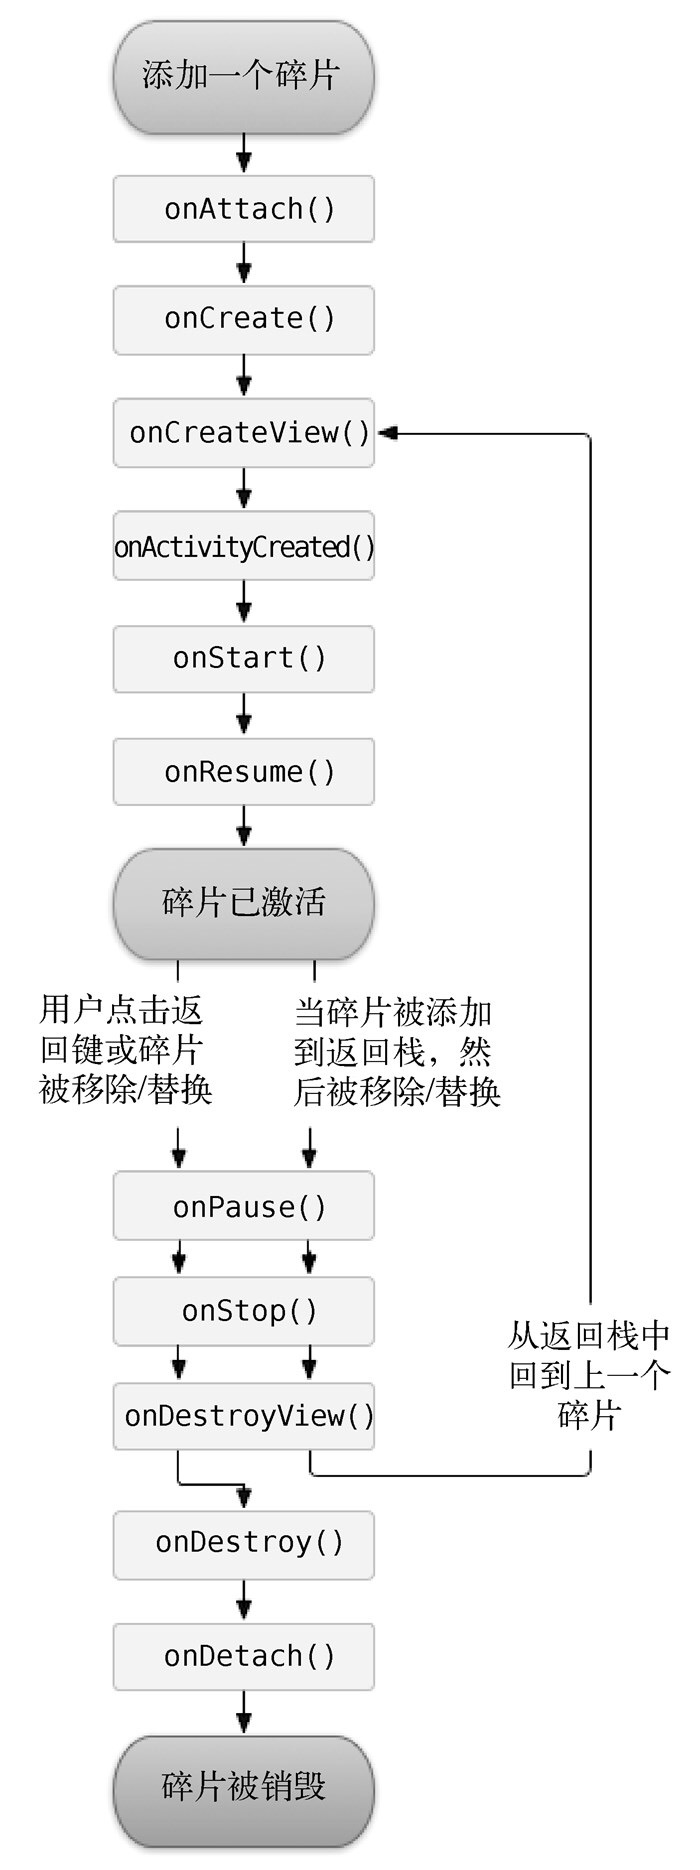 添加一个碎片
onAttach()
onCreate()
onCreateView()
onActivityCreated()
onStart()
onResume()
碎片已激活
用户点击返
回键或碎片
被移除/替换
当碎片被添加
到返回栈，然
后被移除/替换
onPause()
onStop()
onDestroyView()
从返回栈中
回到上一个
碎片
onDestroy()
onDetach()
碎片被销毁